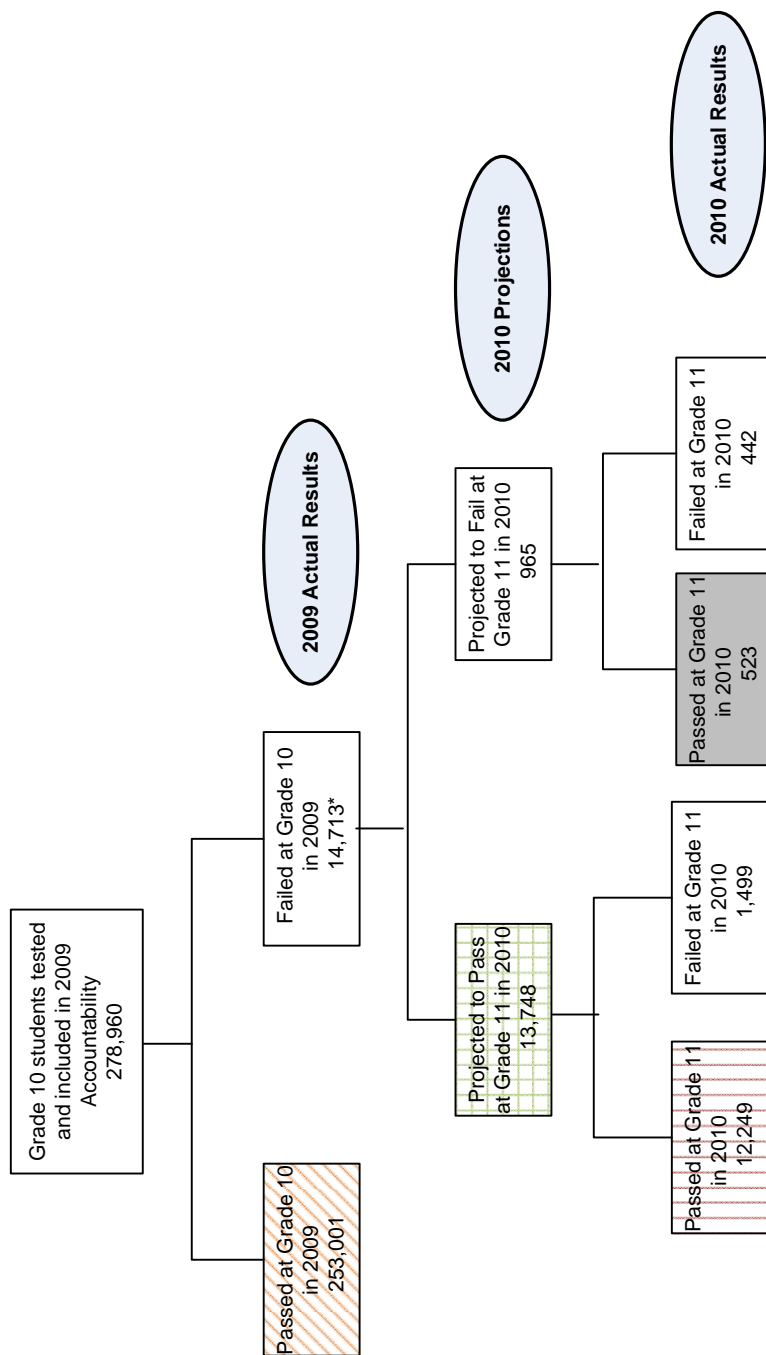 Grade 10 students tested
and included in 2009
Accountability
278,960
Passed at Grade 10
in 2009
253,001
Failed at Grade 10
in 2009
14,713*
2009 Actual Results
Projected to Pass
at Grade 11 in 2010
13,748
Projected to Fail at
Grade 11 in 2010
965
2010 Projections
Passed at Grade 11
in 2010
12,249
Failed at Grade 11
in 2010
1,499
Passed at Grade 11
in 2010
523
Failed at Grade 11
in 2010
442
2010 Actual Results